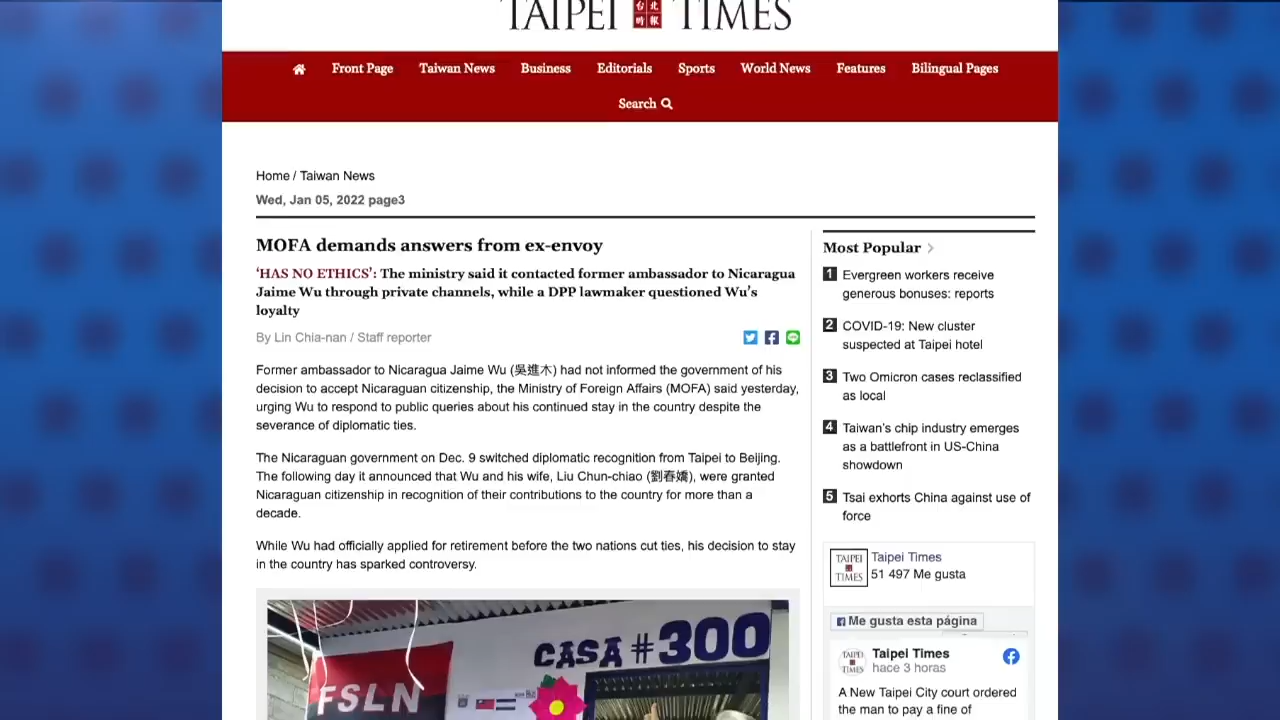 TAIPEI 台北時報 TIMES
Front Page Taiwan News Business Editorials Sports World News Features Bilingual Pages
Search
Home / Taiwan News
Wed, Jan 05, 2022 page3
MOFA demands answers from ex-envoy
‘HAS NO ETHICS’: The ministry said it contacted former ambassador to Nicaragua
Jaime Wu through private channels, while a DPP lawmaker questioned Wu’s
loyalty
By Lin Chia-nan / Staff reporter
Former ambassador to Nicaragua Jaime Wu (吳進木) had not informed the government of his
decision to accept Nicaraguan citizenship, the Ministry of Foreign Affairs (MOFA) said yesterday,
urging Wu to respond to public queries about his continued stay in the country despite the
severance of diplomatic ties.
The Nicaraguan government on Dec. 9 switched diplomatic recognition from Taipei to Beijing.
The following day it announced that Wu and his wife, Liu Chun-chiao (劉春嬌), were granted
Nicaraguan citizenship in recognition of their contributions to the country for more than a
decade.
While Wu had officially applied for retirement before the two nations cut ties, his decision to stay
in the country has sparked controversy.
CASA #300
FSLN
Most Popular
1 Evergreen workers receive
generous bonuses: reports
2 COVID-19: New cluster
suspected at Taipei hotel
3 Two Omicron cases reclassified
as local
4 Taiwan’s chip industry emerges
as a battlefront in US-China
showdown
5 Tsai exhorts China against use of
force
TAIPEI
TIMES
Taipei Times
51 497 Me gusta
Me gusta esta página
TAIPEI
TIMES
Taipei Times
hace 3 horas
A New Taipei City court ordered
the man to pay a fine of